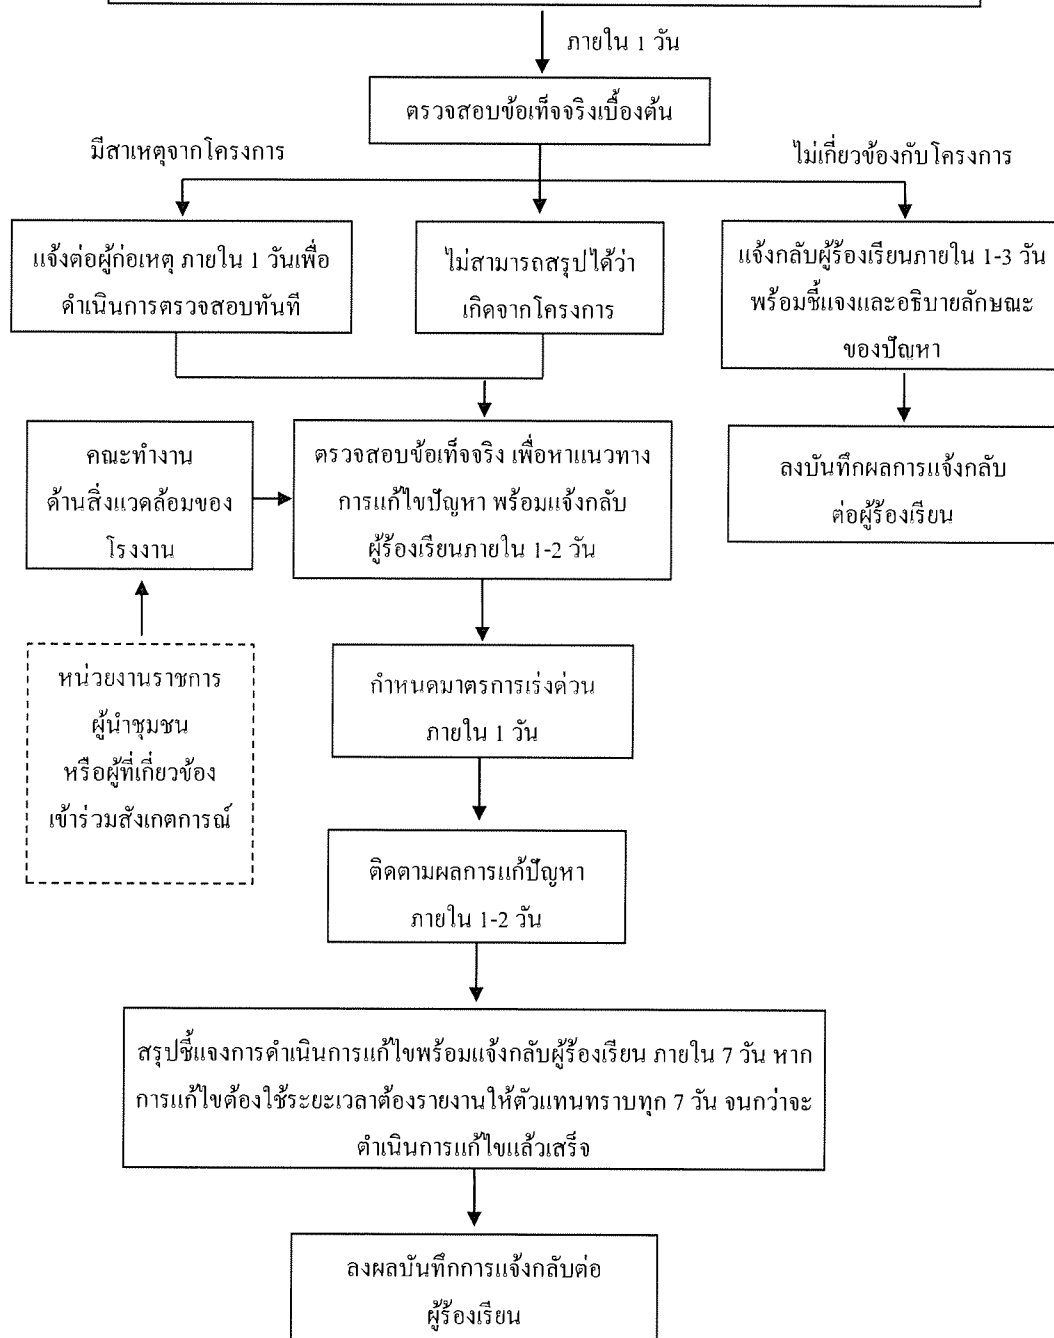 ภายใน 1 วัน
ตรวจสอบข้อเท็จจริงเบื้องต้น
มีสาเหตุจากโครงการ
ไม่เกี่ยวข้องกับโครงการ
แจ้งต่อผู้ก่อเหตุ ภายใน 1 วันเพื่อ
ดำเนินการตรวจสอบทันที
ไม่สามารถสรุปได้ว่า
เกิดจากโครงการ
แจ้งกลับผู้ร้องเรียนภายใน 1-3 วัน
พร้อมชี้แจงและอธิบายลักษณะ
ของปัญหา
คณะทำงาน
ด้านสิ่งแวดล้อมของ
โรงงาน
ตรวจสอบข้อเท็จจริง เพื่อหาแนวทาง
การแก้ไขปัญหา พร้อมแจ้งกลับ
ผู้ร้องเรียนภายใน 1-2 วัน
ลงบันทึกผลการแจ้งกลับ
ต่อผู้ร้องเรียน
หน่วยงานราชการ
ผู้นำชุมชน
หรือผู้ที่เกี่ยวข้อง
เข้าร่วมสังเกตการณ์
กำหนดมาตรการเร่งด่วน
ภายใน 1 วัน
ติดตามผลการแก้ปัญหา
ภายใน 1-2 วัน
สรุปชี้แจงการดำเนินการแก้ไขพร้อมแจ้งกลับผู้ร้องเรียน ภายใน 7 วัน หาก
การแก้ไขต้องใช้ระยะเวลาต้องรายงานให้ตัวแทนทราบทุก 7 วัน จนกว่าจะ
ดำเนินการแก้ไขแล้วเสร็จ
ลงผลบันทึกการแจ้งกลับต่อ
ผู้ร้องเรียน